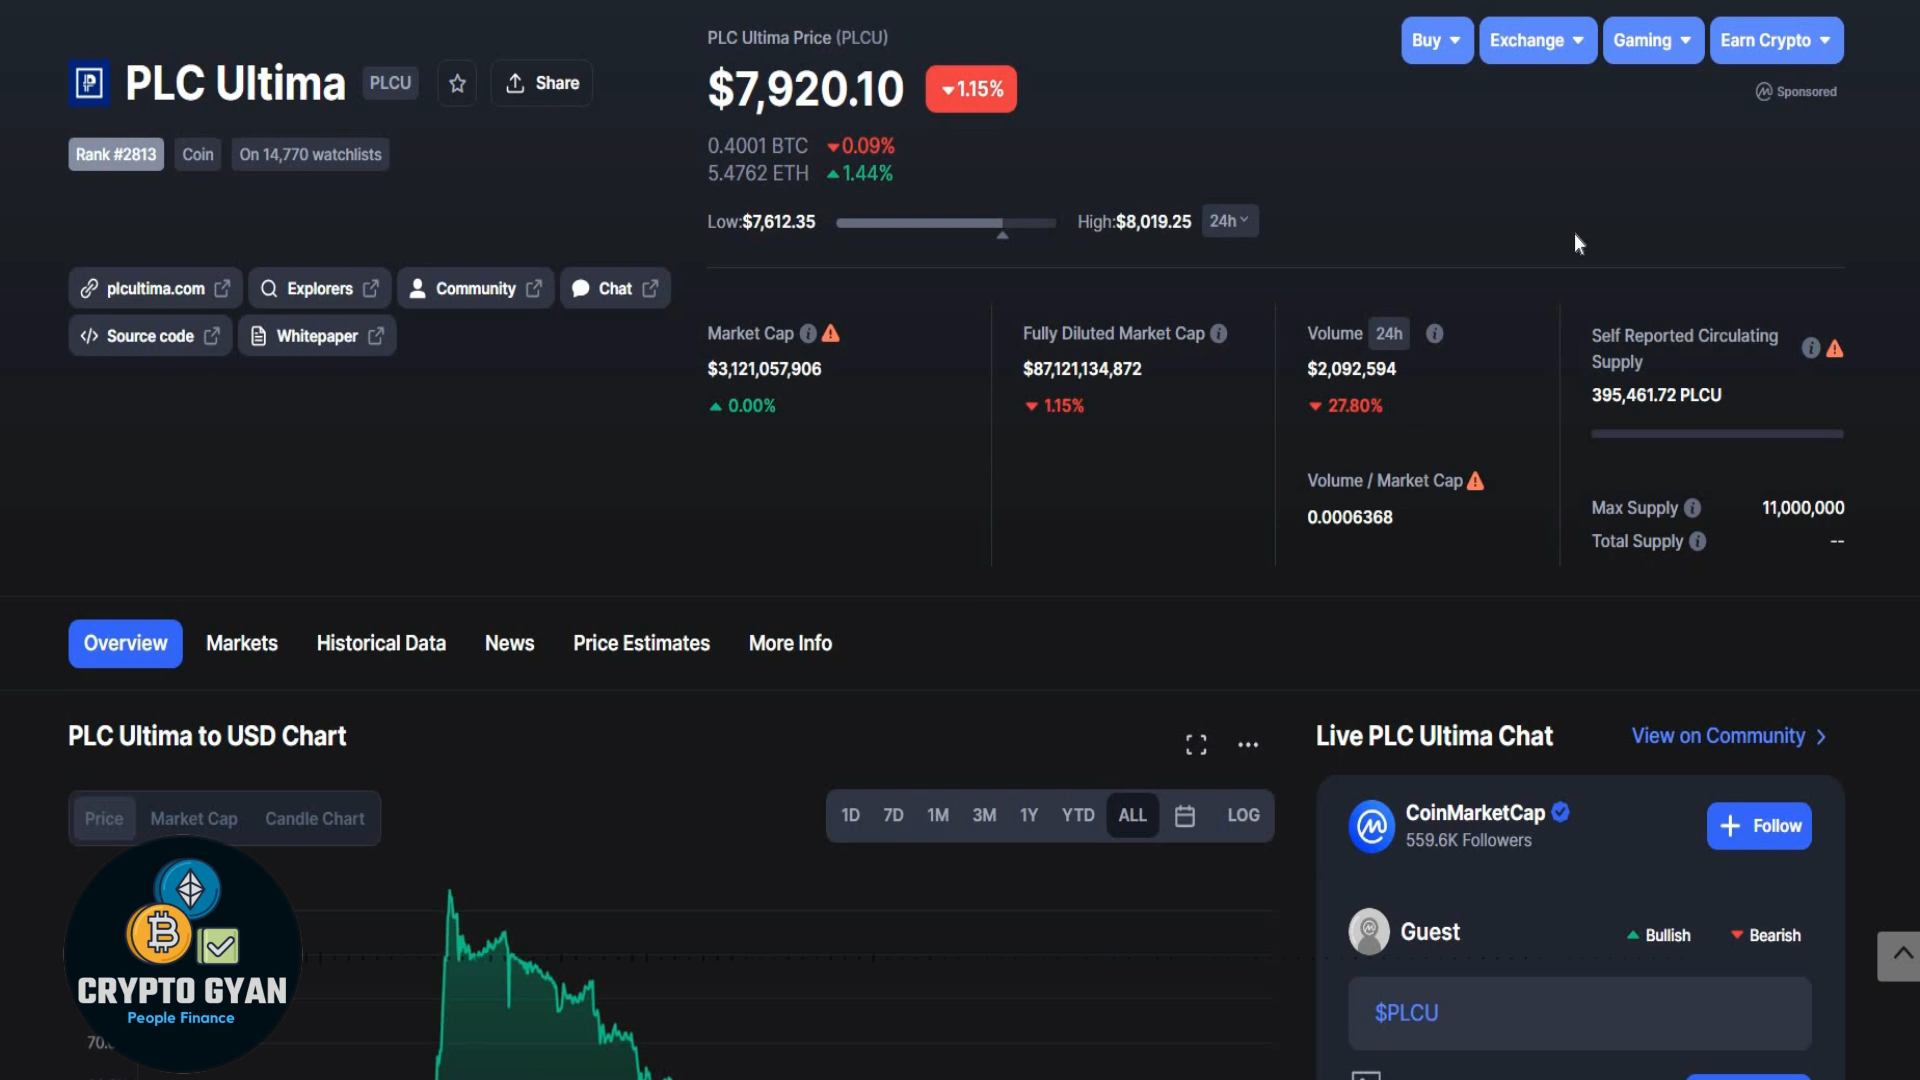 PLC Ultima Price (PLCU)
Buy
Exchange
Gaming
Earn Crypto
PLC Ultima
PLCU
Share
$7,920.10
1.15%
Sponsored
Rank #2813
Coin
On 14,770 watchlists
0.4001 BTC
0.09%
5.4762 ETH
1.44%
Low:$7,612.35
High:$8,019.25
24h
plcultima.com
Explorers
Community
Chat
Source code
Whitepaper
Market Cap
$3,121,057,906
0.00%
Fully Diluted Market Cap
$87,121,134,872
1.15%
Volume 24h
$2,092,594
27.80%
Volume / Market Cap
0.0006368
Self Reported Circulating
Supply
395,461.72 PLCU
Max Supply
11,000,000
Total Supply
--
Overview
Markets
Historical Data
News
Price Estimates
More Info
PLC Ultima to USD Chart
Price
Market Cap
Candle Chart
1D
7D
1M
3M
1Y
YTD
ALL
LOG
70.
CRYPTO GYAN
People Finance
Live PLC Ultima Chat
View on Community
CoinMarketCap
559.6K Followers
Follow
Guest
Bullish
Bearish
$PLCU